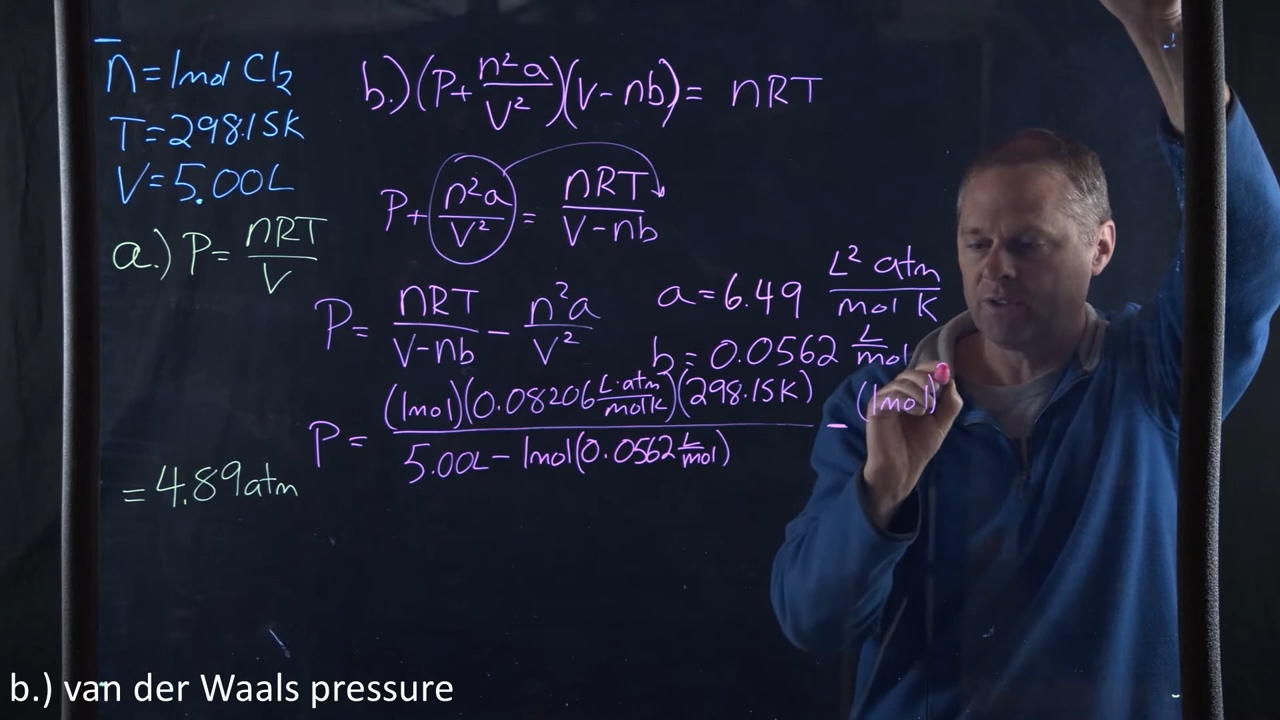 n = 1mol Cl₂
T = 298.15K
V = 5.00L
a.) P = nRT/V
= 4.89atm
b.) (P + n²a/V²)(V - nb) = nRT
P + n²a/V² = nRT/V - nb
P = nRT/V - nb - n²a/V²
a = 6.49 L² atm/mol K
b = 0.0562 L/mol
P = (1mol)(0.08206 L·atm/mol K)(298.15K)/5.00L - 1mol(0.0562 L/mol) - (1mol)
b.) van der Waals pressure